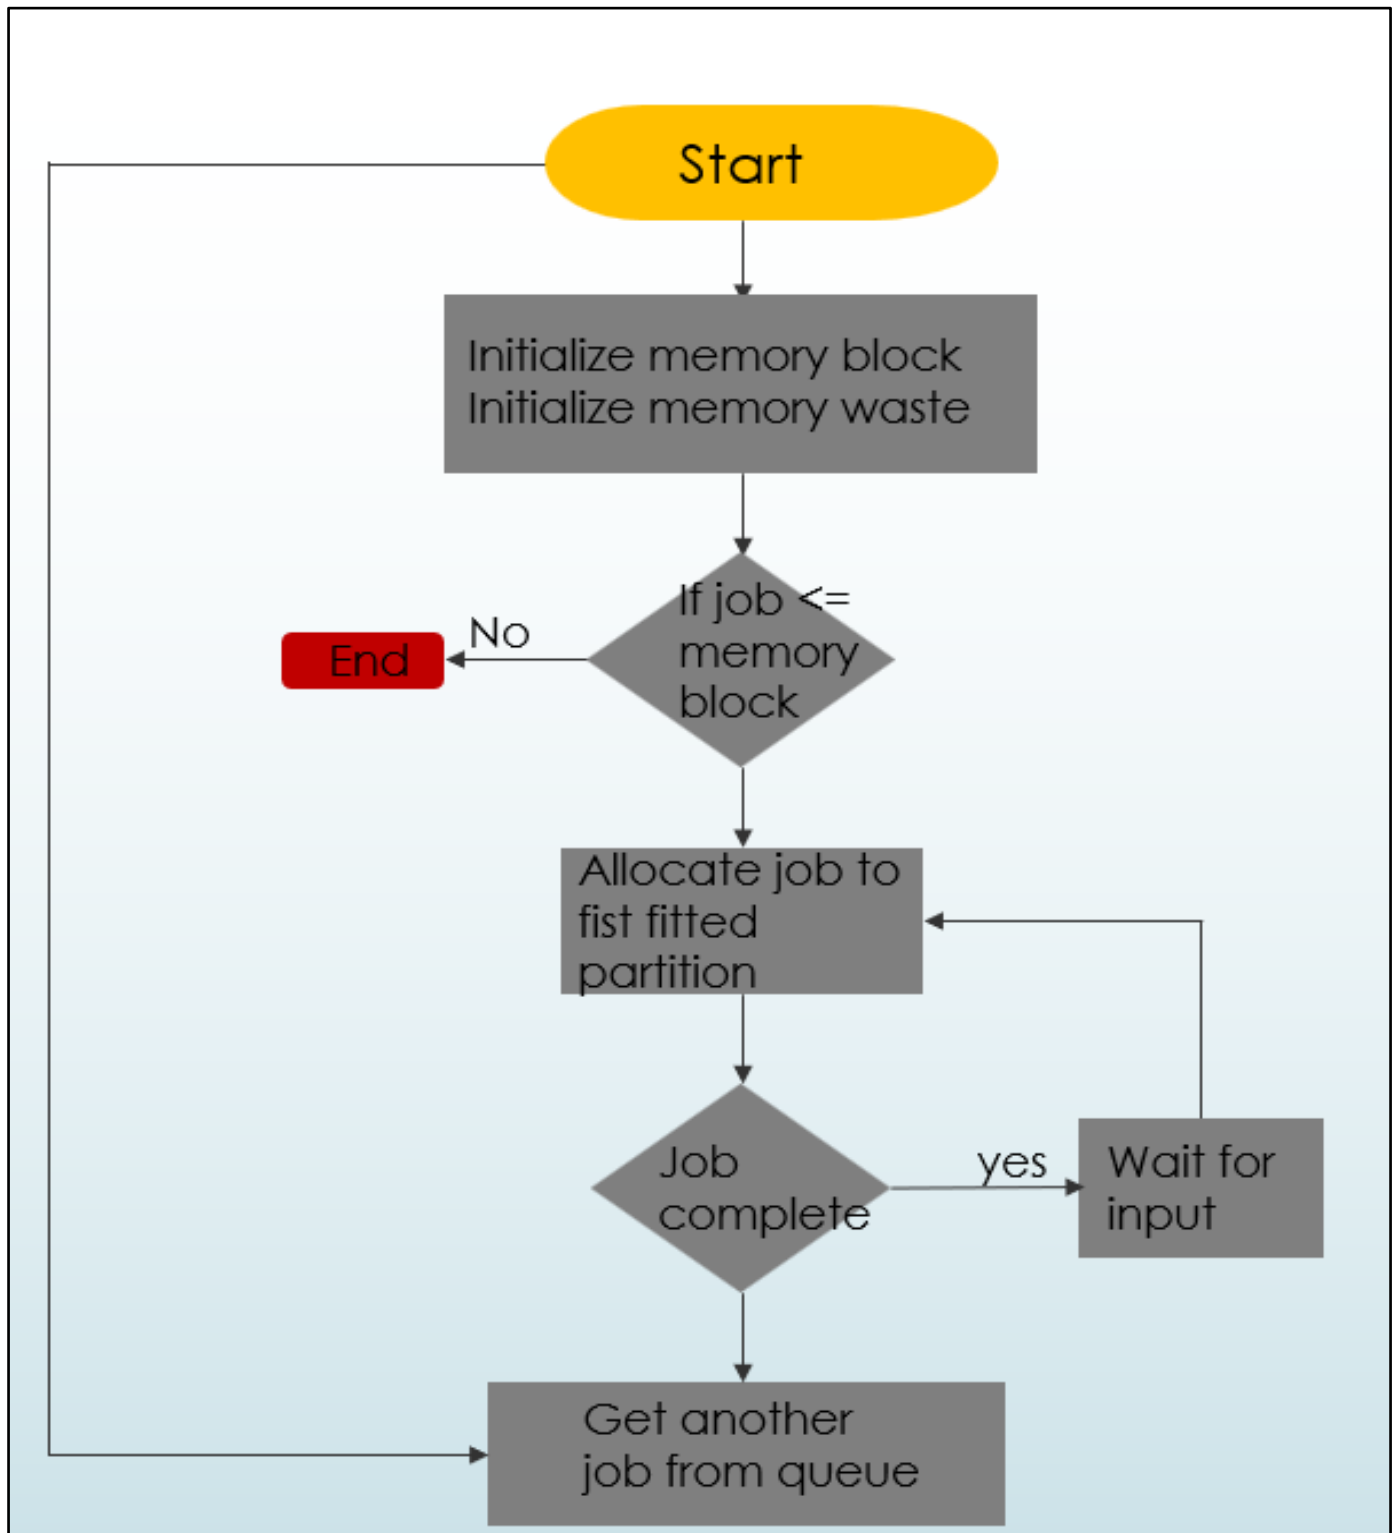 Start
Initialize memory block
Initialize memory waste
If job <=
memory
block
No
End
Allocate job to
fist fitted
partition
Job
complete
yes
Wait for
input
Get another
job from queue